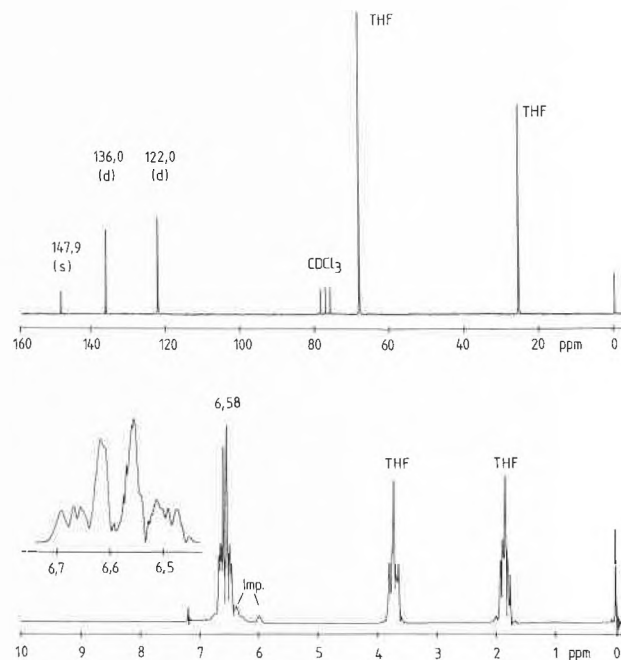 THF
THF
136,0 122,0
(d) (d)
147,9
(s)
CDCl3
160 140 120 100 80 60 40 20 ppm 0
6,58
THF THF
Imp.
6,7 6,6 6,5
10 9 8 7 6 5 4 3 2 1 ppm 0